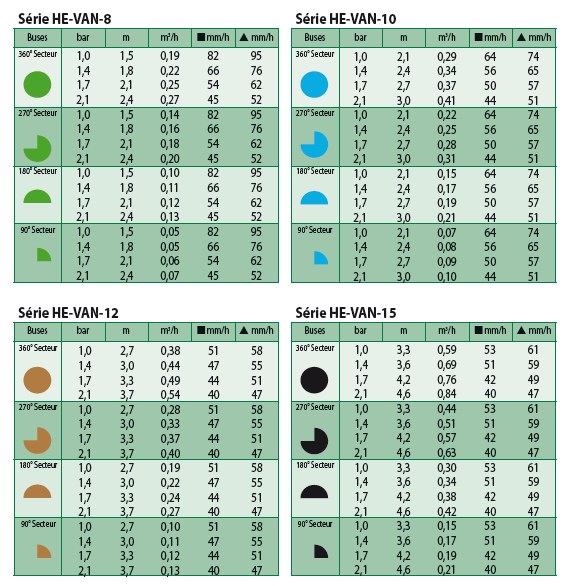 Série HE-VAN-8
Buses bar m m³/h ■ mm/h ▲ mm/h
360° Secteur 1,0 1,5 0,19 82 95
1,4 1,8 0,22 66 76
1,7 2,1 0,25 54 62
2,1 2,4 0,27 45 52
270° Secteur 1,0 1,5 0,14 82 95
1,4 1,8 0,16 66 76
1,7 2,1 0,18 54 62
2,1 2,4 0,20 45 52
180° Secteur 1,0 1,5 0,10 82 95
1,4 1,8 0,11 66 76
1,7 2,1 0,12 54 62
2,1 2,4 0,13 45 52
90° Secteur 1,0 1,5 0,05 82 95
1,4 1,8 0,05 66 76
1,7 2,1 0,06 54 62
2,1 2,4 0,07 45 52
Série HE-VAN-10
Buses bar m m³/h ■ mm/h ▲ mm/h
360° Secteur 1,0 2,1 0,29 64 74
1,4 2,4 0,34 56 65
1,7 2,7 0,37 50 57
2,1 3,0 0,41 44 51
270° Secteur 1,0 2,1 0,22 64 74
1,4 2,4 0,25 56 65
1,7 2,7 0,28 50 57
2,1 3,0 0,31 44 51
180° Secteur 1,0 2,1 0,15 64 74
1,4 2,4 0,17 56 65
1,7 2,7 0,19 50 57
2,1 3,0 0,21 44 51
90° Secteur 1,0 2,1 0,07 64 74
1,4 2,4 0,08 56 65
1,7 2,7 0,09 50 57
2,1 3,0 0,10 44 51
Série HE-VAN-12
Buses bar m m³/h ■ mm/h ▲ mm/h
360° Secteur 1,0 2,7 0,38 51 58
1,4 3,0 0,44 47 55
1,7 3,3 0,49 44 51
2,1 3,7 0,54 40 47
270° Secteur 1,0 2,7 0,28 51 58
1,4 3,0 0,33 47 55
1,7 3,3 0,37 44 51
2,1 3,7 0,40 40 47
180° Secteur 1,0 2,7 0,19 51 58
1,4 3,0 0,22 47 55
1,7 3,3 0,24 44 51
2,1 3,7 0,27 40 47
90° Secteur 1,0 2,7 0,10 51 58
1,4 3,0 0,11 47 55
1,7 3,3 0,12 44 51
2,1 3,7 0,13 40 47
Série HE-VAN-15
Buses bar m m³/h ■ mm/h ▲ mm/h
360° Secteur 1,0 3,3 0,59 53 61
1,4 3,6 0,69 51 59
1,7 4,2 0,76 42 49
2,1 4,6 0,84 40 47
270° Secteur 1,0 3,3 0,44 53 61
1,4 3,6 0,51 51 59
1,7 4,2 0,57 42 49
2,1 4,6 0,63 40 47
180° Secteur 1,0 3,3 0,30 53 61
1,4 3,6 0,34 51 59
1,7 4,2 0,38 42 49
2,1 4,6 0,42 40 47
90° Secteur 1,0 3,3 0,15 53 61
1,4 3,6 0,17 51 59
1,7 4,2 0,19 42 49
2,1 4,6 0,21 40 47